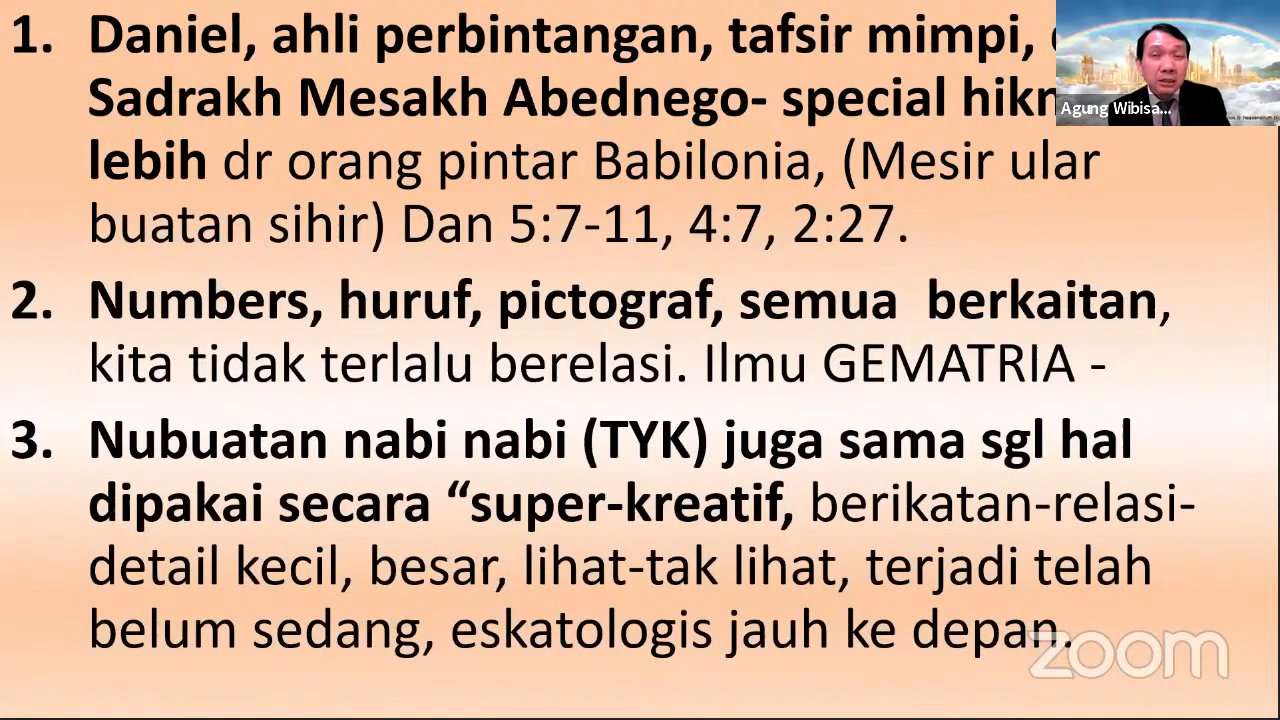 1. Daniel, ahli perbintangan, tafsir mimpi,
Sadrakh Mesakh Abednego- special
lebih dr orang pintar Babilonia, (Mesir ular
buatan sihir) Dan 5:7-11, 4:7, 2:27.
2. Numbers, huruf, pictograf, semua berkaitan,
kita tidak terlalu berelasi. Ilmu GEMATRIA -
3. Nubuatan nabi nabi (TYK) juga sama sgl hal
dipakai secara “super-kreatif, berikatan-relasi-
detail kecil, besar, lihat-tak lihat, terjadi telah
belum sedang, eskatologis jauh ke depan.
Agung Wibisa...
zoom